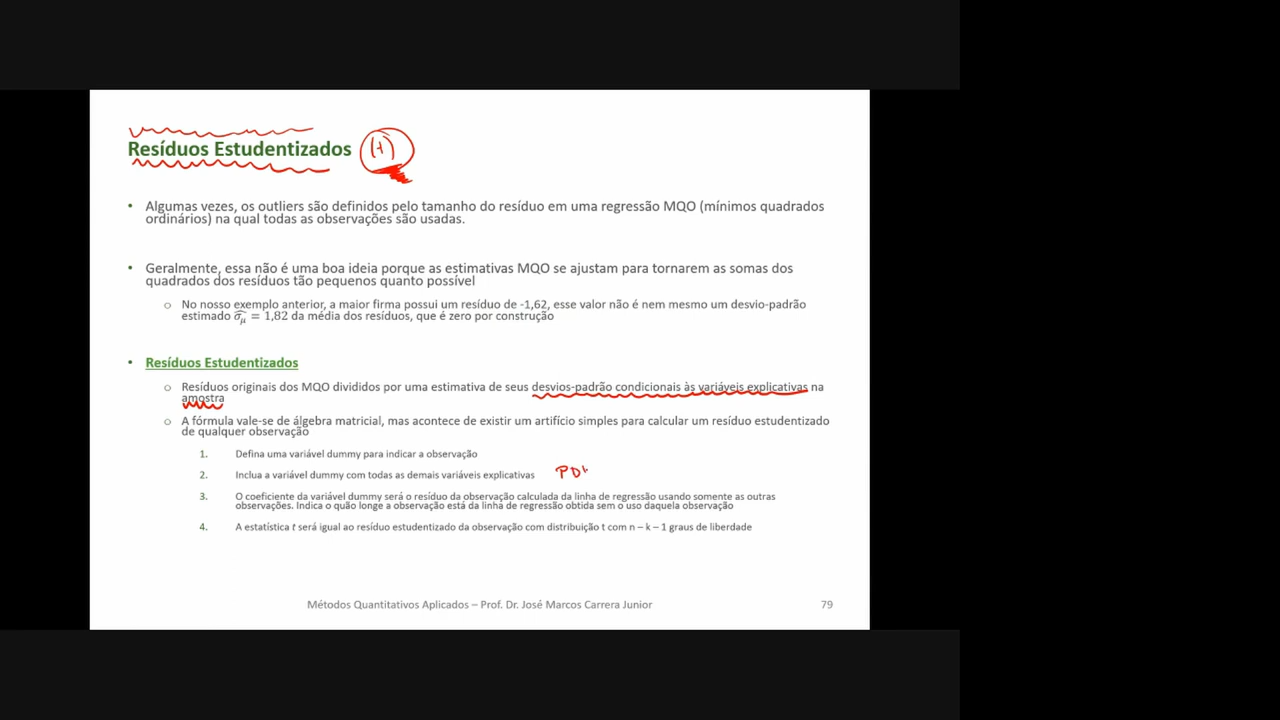 Resíduos Estudentizados (t)
• Algumas vezes, os outliers são definidos pelo tamanho do resíduo em uma regressão MQO (mínimos quadrados
ordinários) na qual todas as observações são usadas.
• Geralmente, essa não é uma boa ideia porque as estimativas MQO se ajustam para tornarem as somas dos
quadrados dos resíduos tão pequenos quanto possível
o No nosso exemplo anterior, a maior firma possui um resíduo de -1,62, esse valor não é nem mesmo um desvio-padrão
estimado σ̂_μ = 1,82 da média dos resíduos, que é zero por construção
• Resíduos Estudentizados
o Resíduos originais dos MQO divididos por uma estimativa de seus desvios-padrão condicionais às variáveis explicativas na
amostra
o A fórmula vale-se de álgebra matricial, mas acontece de existir um artifício simples para calcular um resíduo estudentizado
de qualquer observação
1. Defina uma variável dummy para indicar a observação
2. Inclua a variável dummy com todas as demais variáveis explicativas
3. O coeficiente da variável dummy será o resíduo da observação calculada da linha de regressão usando somente as outras
observações. Indica o quão longe a observação está da linha de regressão obtida sem o uso daquela observação
4. A estatística t será igual ao resíduo estudentizado da observação com distribuição t com n – k – 1 graus de liberdade
Métodos Quantitativos Aplicados – Prof. Dr. José Marcos Carrera Junior 79